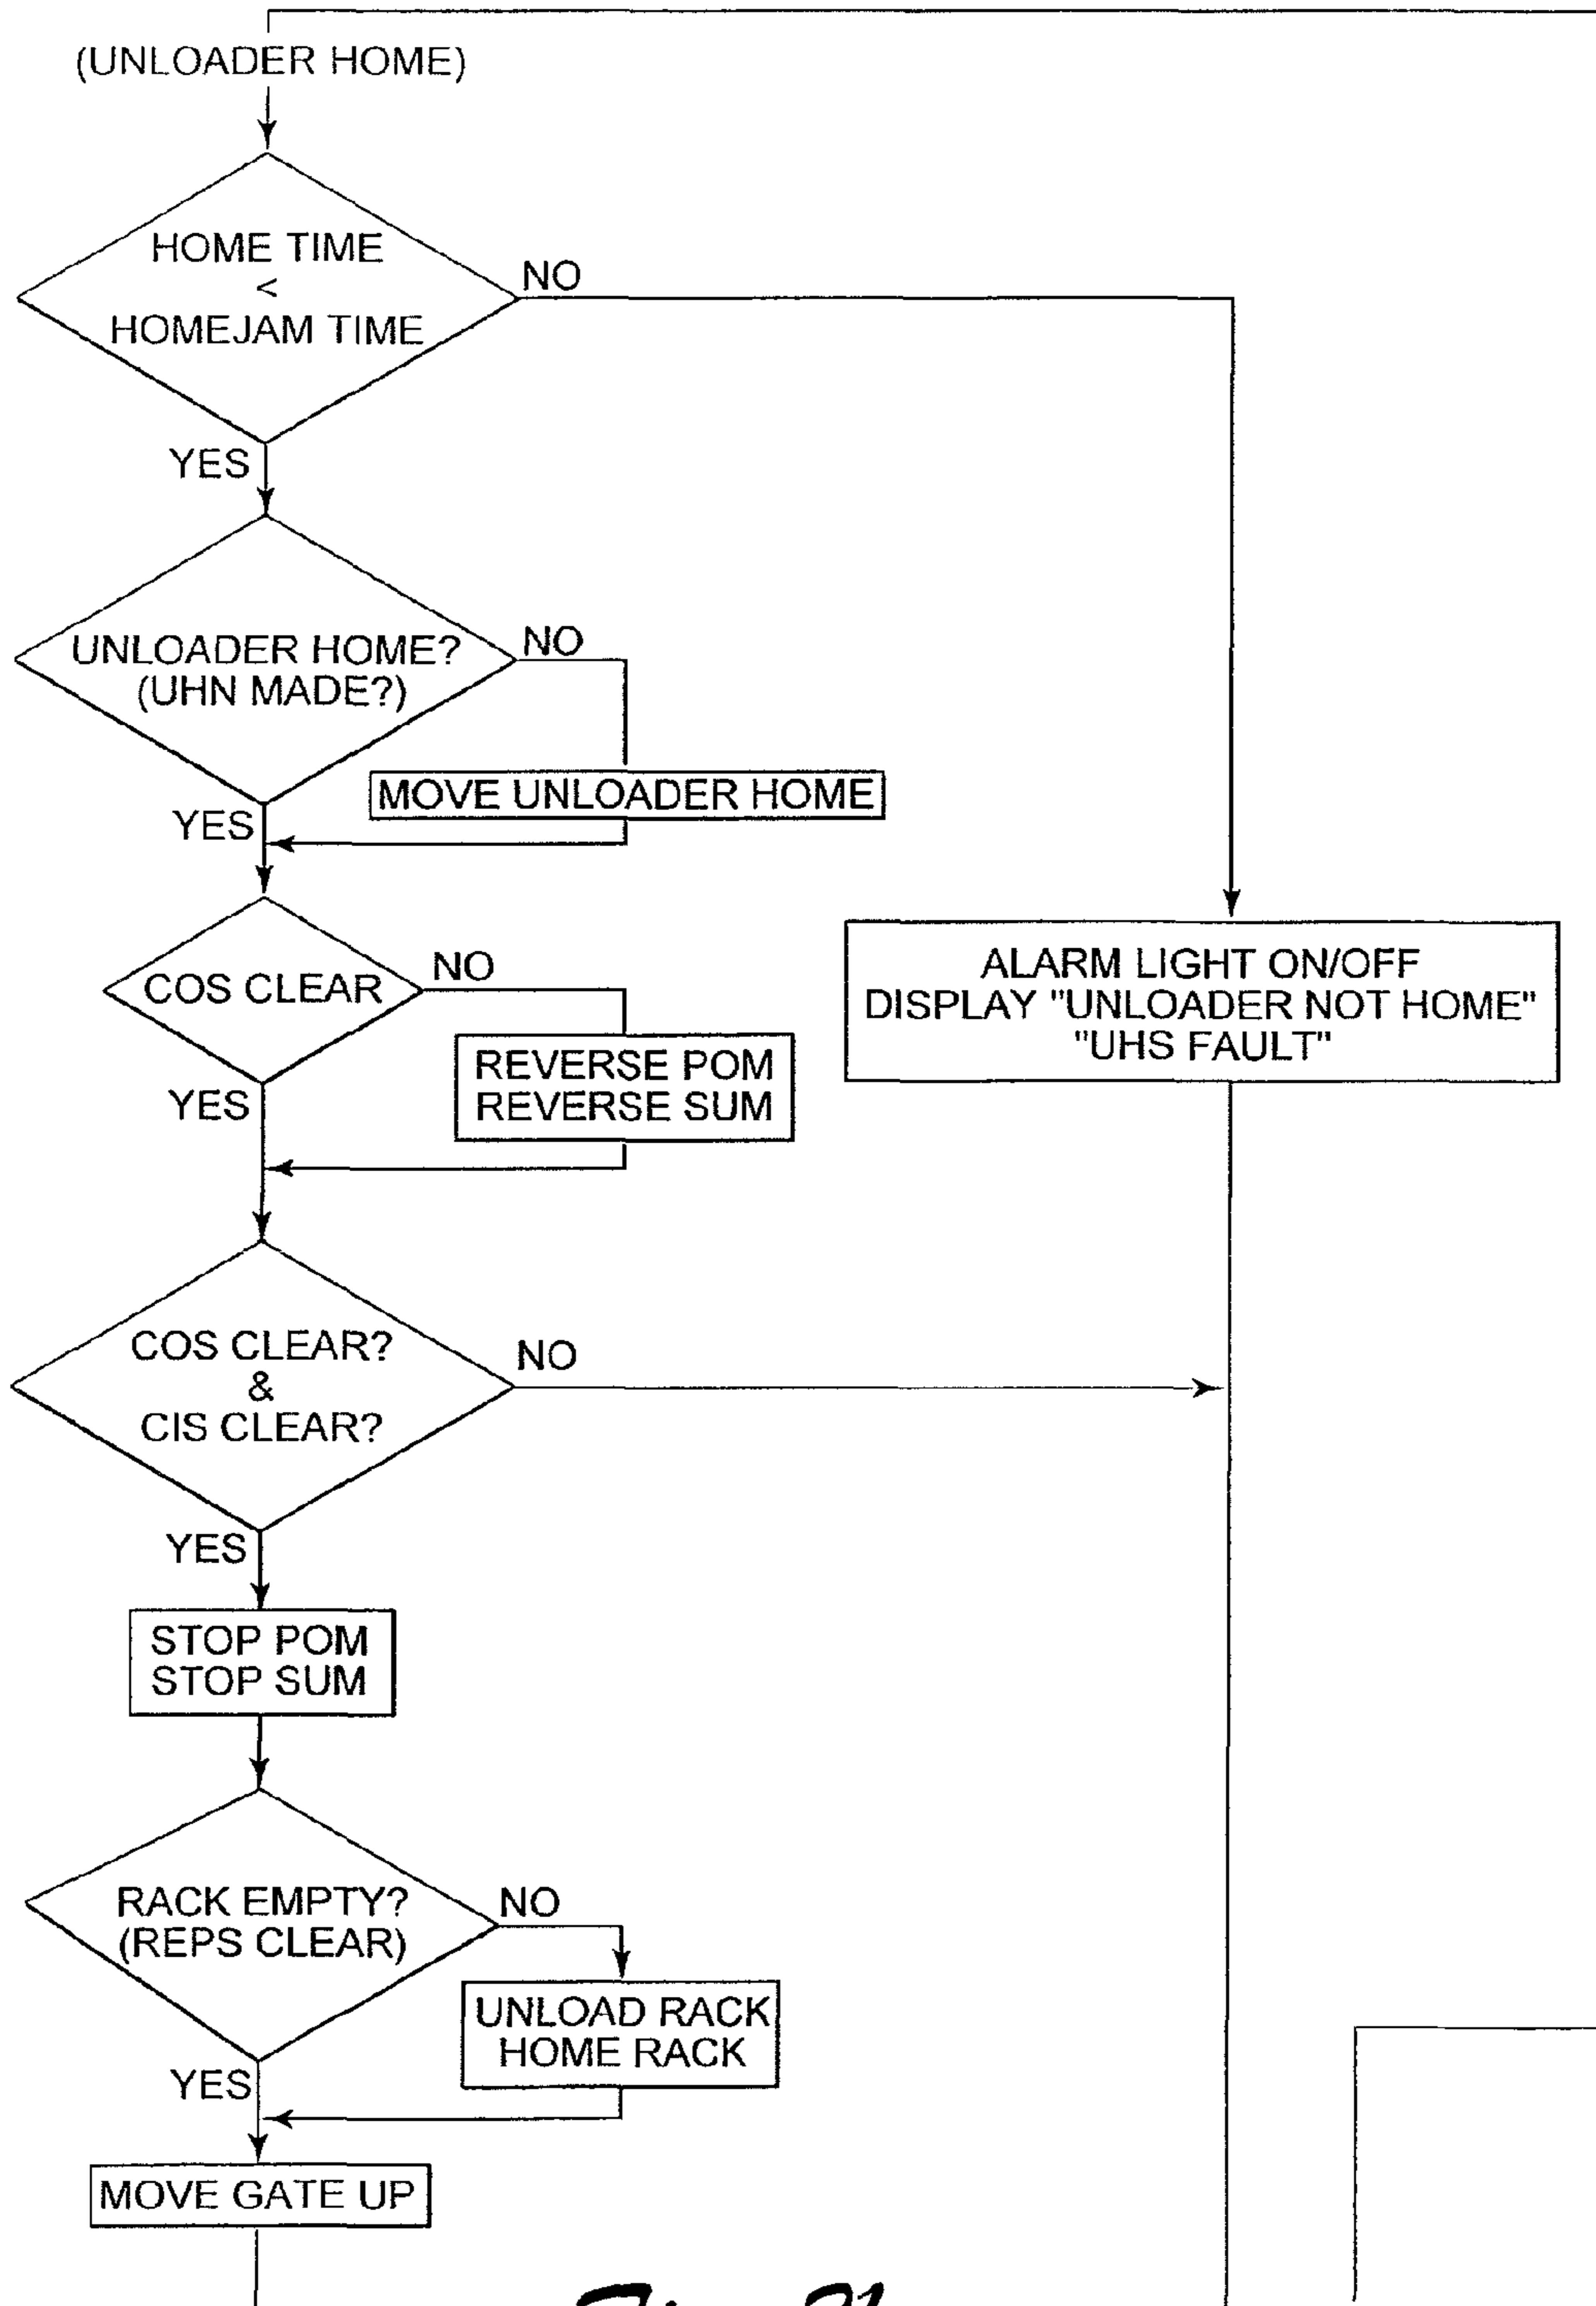 (UNLOADER HOME)
HOME TIME
<
HOMEJAM TIME
NO
YES
UNLOADER HOME?
(UHN MADE?)
NO
MOVE UNLOADER HOME
YES
COS CLEAR
NO
ALARM LIGHT ON/OFF
DISPLAY "UNLOADER NOT HOME"
"UHS FAULT"
REVERSE POM
REVERSE SUM
YES
COS CLEAR?
&
CIS CLEAR?
NO
YES
STOP POM
STOP SUM
RACK EMPTY?
(REPS CLEAR)
NO
UNLOAD RACK
HOME RACK
YES
MOVE GATE UP